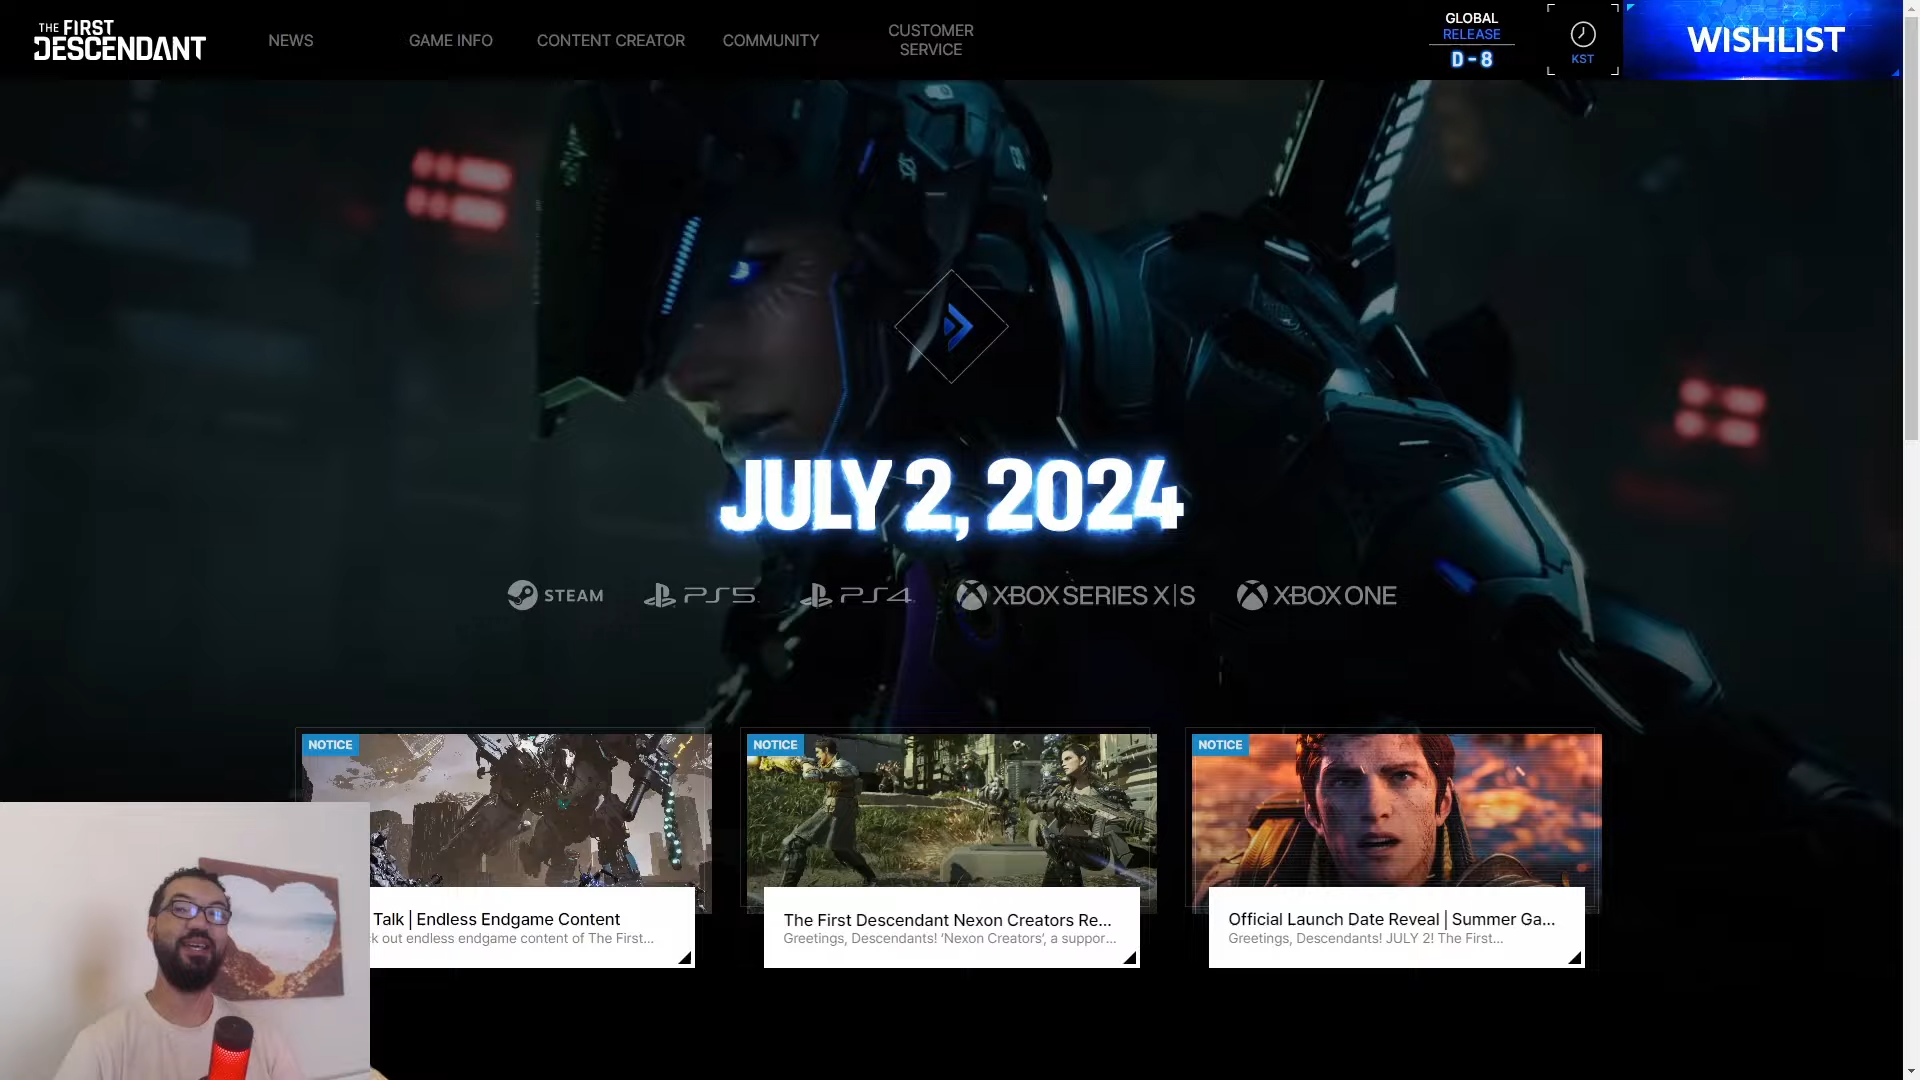 THE FIRST
DESCENDANT
NEWS
GAME INFO
CONTENT CREATOR
COMMUNITY
CUSTOMER
SERVICE
GLOBAL
RELEASE
D-8
KST
WISHLIST
JULY 2, 2024
STEAM
PS5
PS4
XBOX SERIES X|S
XBOX ONE
NOTICE
Talk | Endless Endgame Content
k out endless endgame content of The First...
NOTICE
The First Descendant Nexon Creators Re...
Greetings, Descendants! ‘Nexon Creators’, a suppor...
NOTICE
Official Launch Date Reveal | Summer Ga...
Greetings, Descendants! JULY 2! The First...